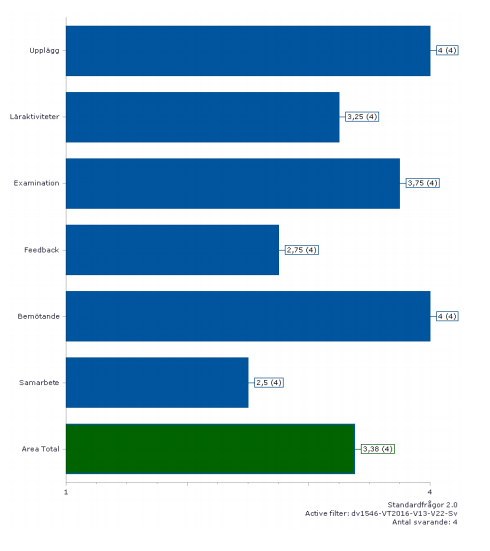 Upplägg
4 (4)
Läraktiviteter
3,25 (4)
Examination
3,75 (4)
Feedback
2,75 (4)
Bemötande
4 (4)
Samarbete
2,5 (4)
Area Total
3,38 (4)
1
4
Standardfrågor 2.0
Active filter: dv1546-VT2016-V13-V22-Sv
Antal svarande: 4